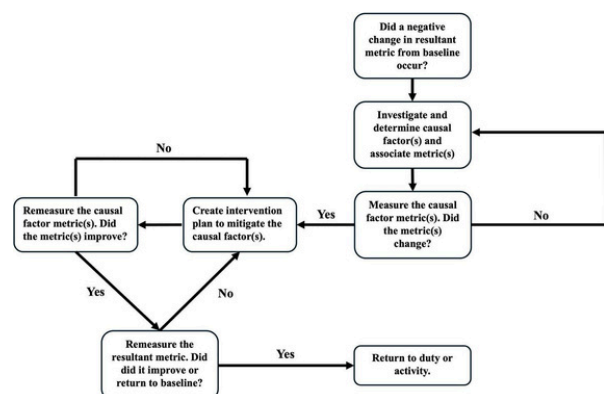 Did a negative
change in resultant
metric from baseline
occur?
Investigate and
determine causal
factor(s) and
associate metric(s)
No
Remeasure the causal
factor metric(s). Did
the metric(s) improve?
Create intervention
plan to mitigate the
causal factor(s).
Yes
Measure the causal
factor metric(s). Did
the metric(s)
change?
No
Yes
No
Remeasure the
resultant metric. Did
did it improve or
return to baseline?
Yes
Return to duty or
activity.